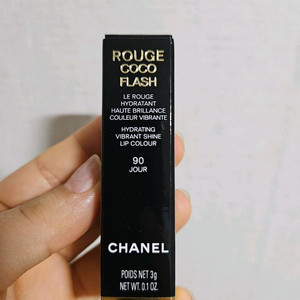 ROUGE
COCO
FLASH
LE ROUGE
HYDRATANT
HAUTE BRILLANCE
COULEUR VIBRANTE
HYDRATING
VIBRANT SHINE
LIP COLOUR
90
JOUR
CHANEL
POIDS NET 3g
NET WT. 0.1 OZ.